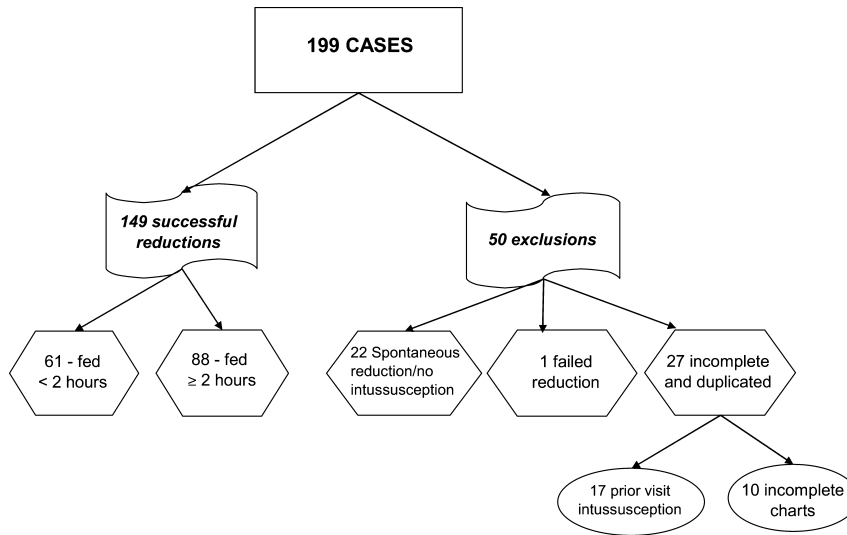 199 CASES
149 successful
reductions
50 exclusions
61 - fed
< 2 hours
88 - fed
≥ 2 hours
22 Spontaneous
reduction/no
intussusception
1 failed
reduction
27 incomplete
and duplicated
17 prior visit
intussusception
10 incomplete
charts